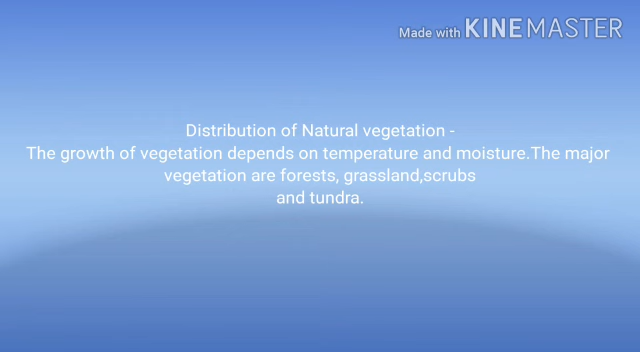 Made with KINEMASTER
Distribution of Natural vegetation -
The growth of vegetation depends on temperature and moisture.The major
vegetation are forests, grassland,scrubs
and tundra.